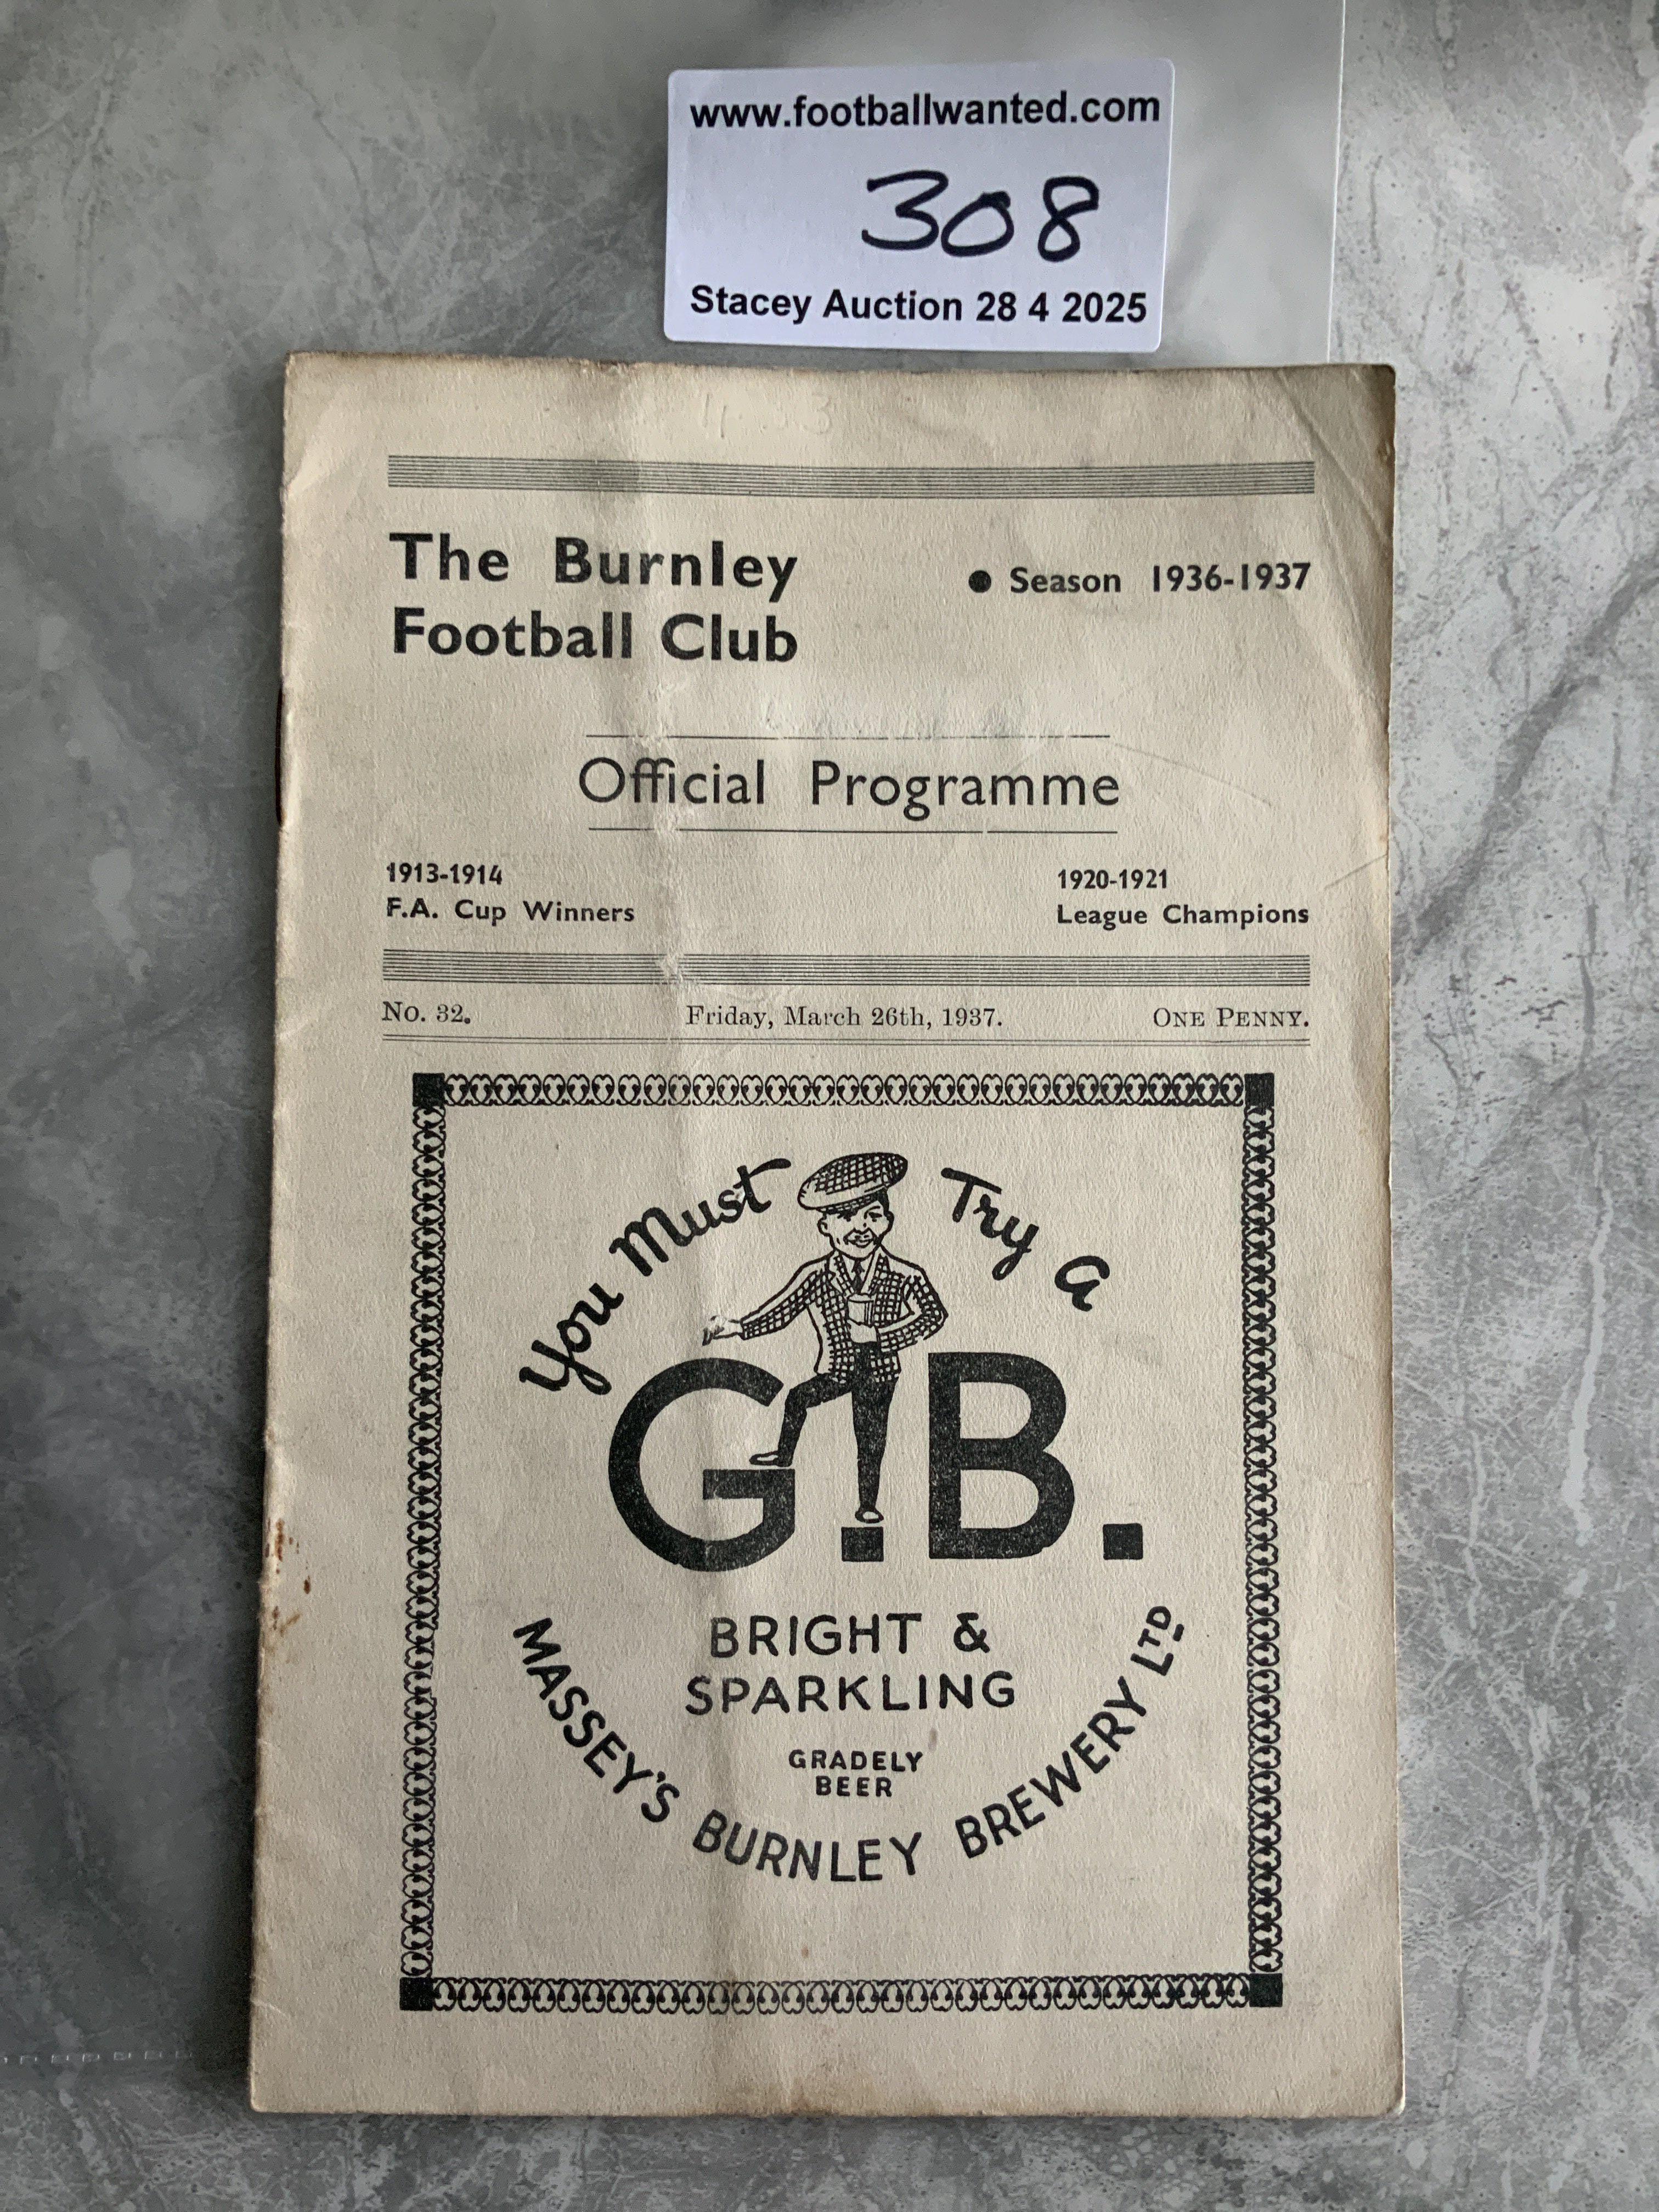 www.footballwanted.com
308
Stacey Auction 28 4 2025
The Burnley
Football Club
● Season 1936-1937
Official Programme
1913-1914
F.A. Cup Winners
1920-1921
League Champions
No. 32.
Friday, March 26th, 1937.
ONE PENNY.
You Must Try A
G.B.
BRIGHT &
SPARKLING
GRADELY
BEER
MASSEY'S BURNLEY BREWERY LTD